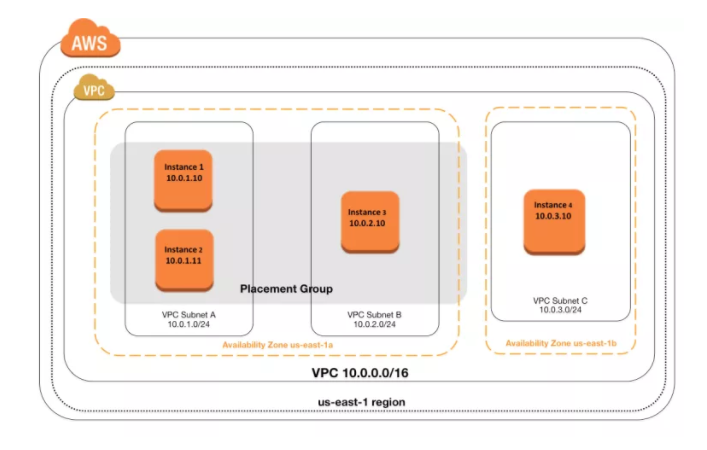 AWS
VPC
Instance 1
10.0.1.10
Instance 2
10.0.1.11
Instance 3
10.0.2.10
Instance 4
10.0.3.10
Placement Group
VPC Subnet A
10.0.1.0/24
VPC Subnet B
10.0.2.0/24
VPC Subnet C
10.0.3.0/24
Availability Zone us-east-1a
Availability Zone us-east-1b
VPC 10.0.0.0/16
us-east-1 region